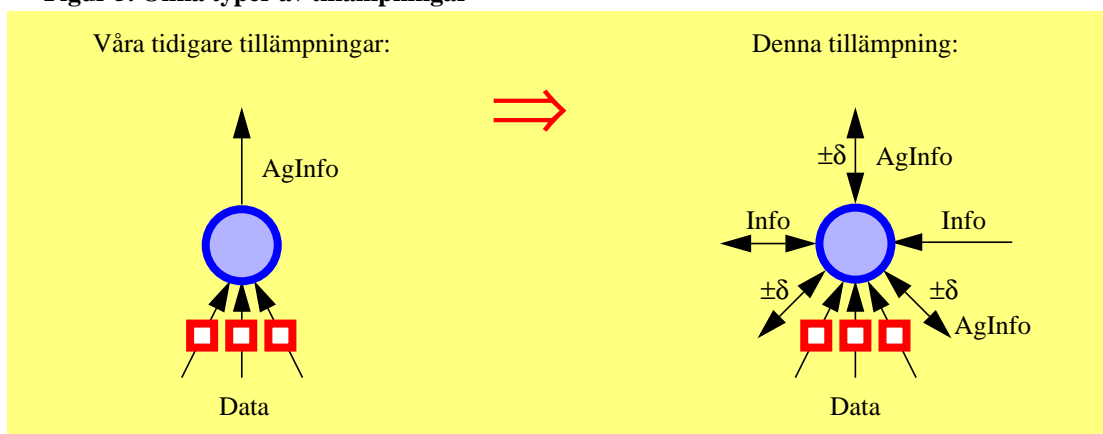 Våra tidigare tillämpningar:
Denna tillämpning:
AgInfo
±δ AgInfo
Info
Info
±δ
±δ
AgInfo
Data
Data